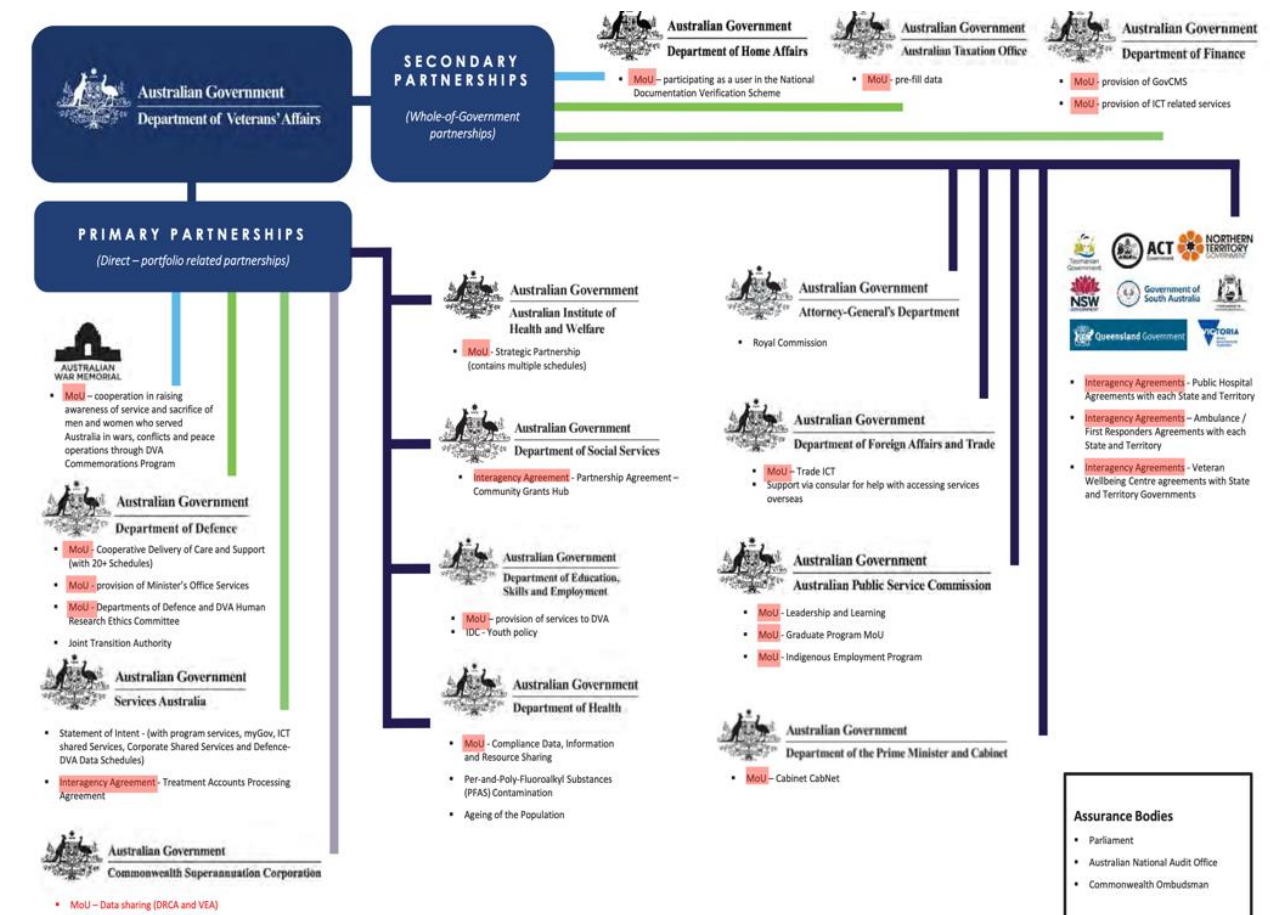 Australian Government
Department of Veterans' Affairs
SECONDARY
PARTNERSHIPS
(Whole-of-Government
partnerships)
Australian Government
Department of Home Affairs
▪ MoU – participating as a user in the National
Documentation Verification Scheme
Australian Government
Australian Taxation Office
▪ MoU - pre-fill data
Australian Government
Department of Finance
▪ MoU - provision of GovCMS
▪ MoU - provision of ICT related services
PRIMARY PARTNERSHIPS
(Direct – portfolio related partnerships)
AUSTRALIAN
WAR MEMORIAL
▪ MoU – cooperation in raising
awareness of service and sacrifice of
men and women who served
Australia in wars, conflicts and peace
operations through DVA
Commemorations Program
Australian Government
Department of Defence
▪ MoU - Cooperative Delivery of Care and Support
(with 20+ Schedules)
▪ MoU - provision of Minister's Office Services
▪ MoU - Departments of Defence and DVA Human
Research Ethics Committee
▪ Joint Transition Authority
Australian Government
Services Australia
▪ Statement of Intent - (with program services, myGov, ICT
shared Services, Corporate Shared Services and Defence-
DVA Data Schedules)
▪ Interagency Agreement - Treatment Accounts Processing
Agreement
Australian Government
Commonwealth Superannuation Corporation
▪ MoU – Data sharing (DRCA and VEA)
Australian Government
Australian Institute of
Health and Welfare
▪ MoU - Strategic Partnership
(contains multiple schedules)
Australian Government
Department of Social Services
▪ Interagency Agreement - Partnership Agreement –
Community Grants Hub
Australian Government
Department of Education,
Skills and Employment
▪ MoU – provision of services to DVA
▪ IDC - Youth policy
Australian Government
Department of Health
▪ MoU - Compliance Data, Information
and Resource Sharing
▪ Per-and-Poly-Fluoroalkyl Substances
(PFAS) Contamination
▪ Ageing of the Population
Australian Government
Attorney-General's Department
▪ Royal Commission
Australian Government
Department of Foreign Affairs and Trade
▪ MoU – Trade ICT
▪ Support via consular for help with accessing services
overseas
Australian Government
Australian Public Service Commission
▪ MoU - Leadership and Learning
▪ MoU - Graduate Program MoU
▪ MoU - Indigenous Employment Program
Australian Government
Department of the Prime Minister and Cabinet
▪ MoU – Cabinet CabNet
Tasmanian
Government
ACT
Government
NORTHERN
TERRITORY
GOVERNMENT
NSW
GOVERNMENT
Government of
South Australia
Queensland Government
VICTORIA
▪ Interagency Agreements - Public Hospital
Agreements with each State and Territory
▪ Interagency Agreements – Ambulance /
First Responders Agreements with each
State and Territory
▪ Interagency Agreements - Veteran
Wellbeing Centre agreements with State
and Territory Governments
Assurance Bodies
▪ Parliament
▪ Australian National Audit Office
▪ Commonwealth Ombudsman